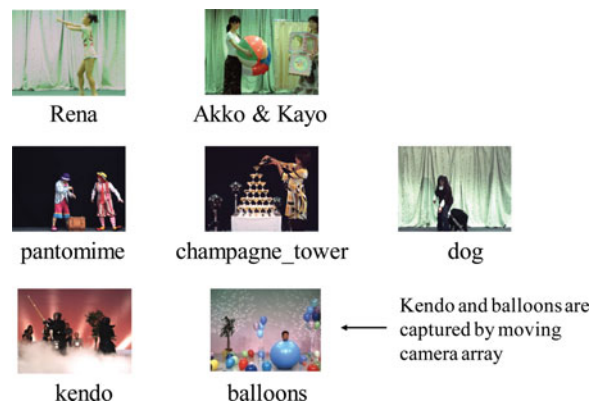 Rena
Akko & Kayo
pantomime
champagne_tower
dog
Kendo and balloons are
captured by moving
camera array
kendo
balloons